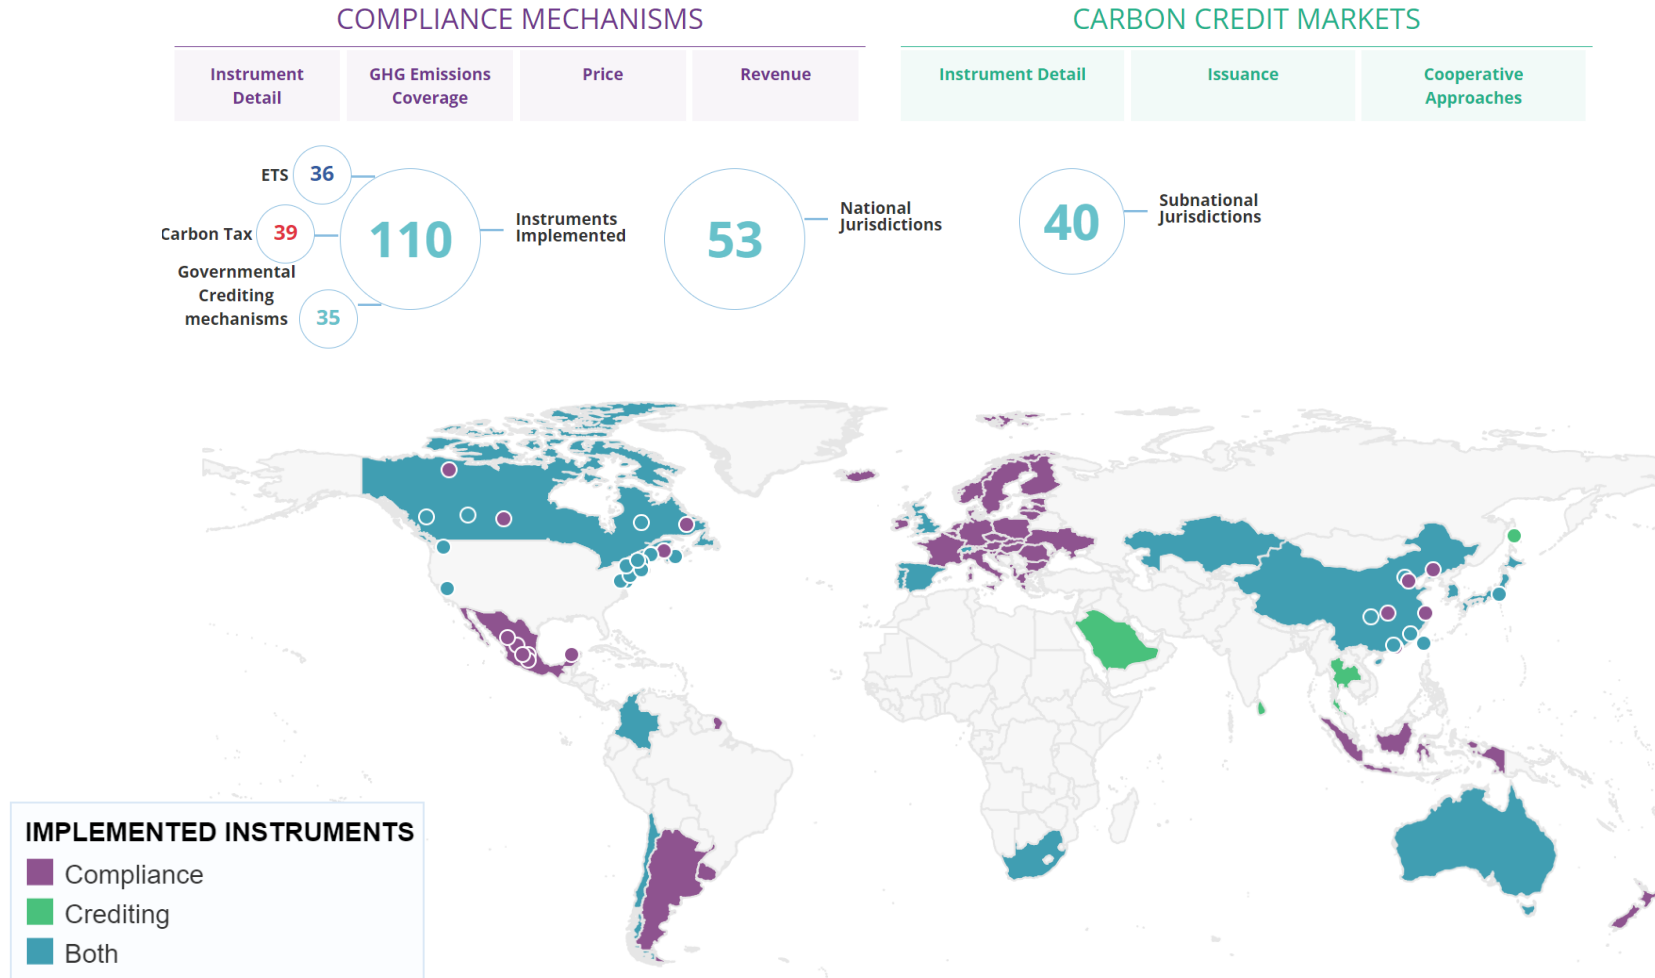 COMPLIANCE MECHANISMS
CARBON CREDIT MARKETS
Instrument
Detail
GHG Emissions
Coverage
Price
Revenue
Instrument Detail
Issuance
Cooperative
Approaches
ETS
36
Carbon Tax
39
Governmental
Crediting
mechanisms
35
110
Instruments
Implemented
53
National
Jurisdictions
40
Subnational
Jurisdictions
IMPLEMENTED INSTRUMENTS
Compliance
Crediting
Both